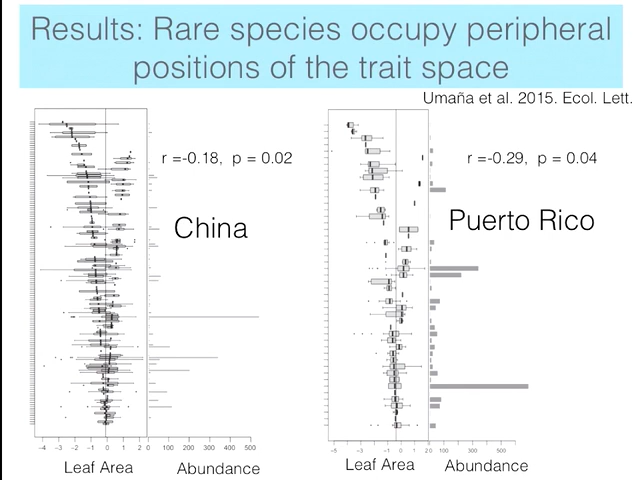 Results: Rare species occupy peripheral
positions of the trait space
Umaña et al. 2015. Ecol. Lett.
r =-0.18, p = 0.02
China
r =-0.29, p = 0.04
Puerto Rico
-4 -3 -2 -1 0 1 2 0 100 200 300 400 500
Leaf Area Abundance
-5 -3 -1 0 1 2 0 100 300 500
Leaf Area Abundance